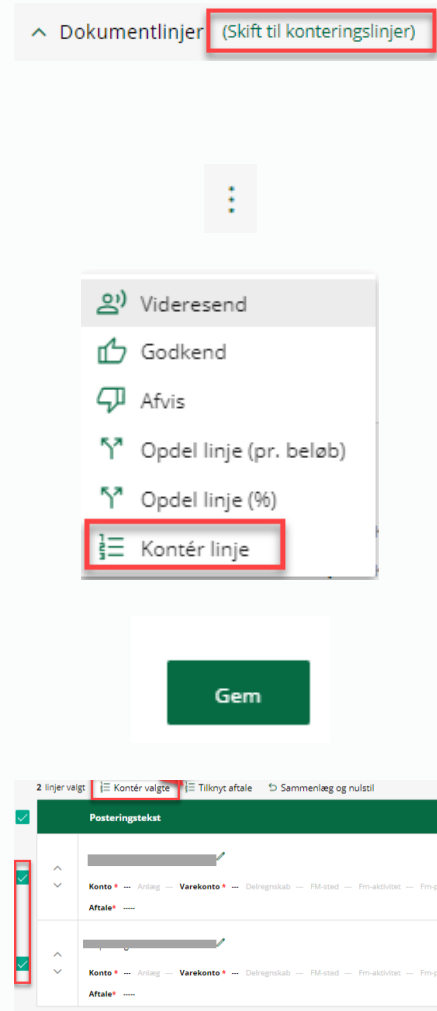 Dokumentlinjer (Skift til konteringslinjer)
Videresend
Godkend
Afvis
Opdel linje (pr. beløb)
Opdel linje (%)
Kontér linje
Gem
2 linjer valgt Kontér valgte Tilknyt aftale Sammenlæg og nulstil
Posteringstekst
Konto * --- Anlæg --- Varekonto * --- Delregnskab --- FM-sted --- Fm-aktivitet --- Fm-p
Aftale* ----
Konto * --- Anlæg --- Varekonto * --- Delregnskab --- FM-sted --- Fm-aktivitet --- Fm-p
Aftale* ----